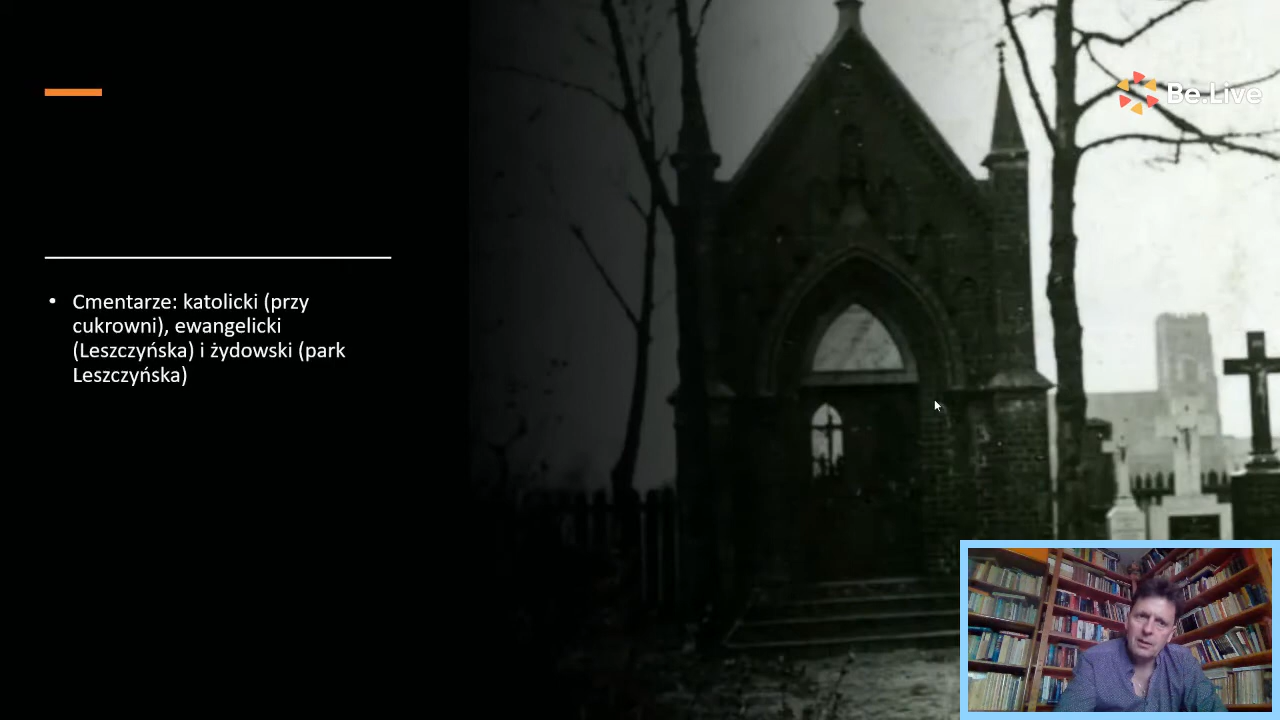 Be.Live
• Cmentarze: katolicki (przy
cukrowni), ewangelicki
(Leszczyńska) i żydowski (park
Leszczyńska)